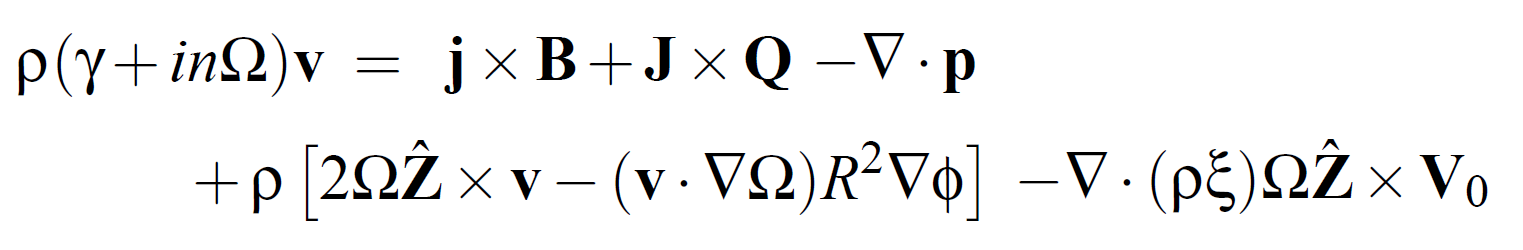 ρ(γ+inΩ)v = j × B + J × Q −∇ · p
+ρ [2ΩẐ × v − (v · ∇Ω)R²∇ϕ] −∇ · (ρξ)ΩẐ × V₀